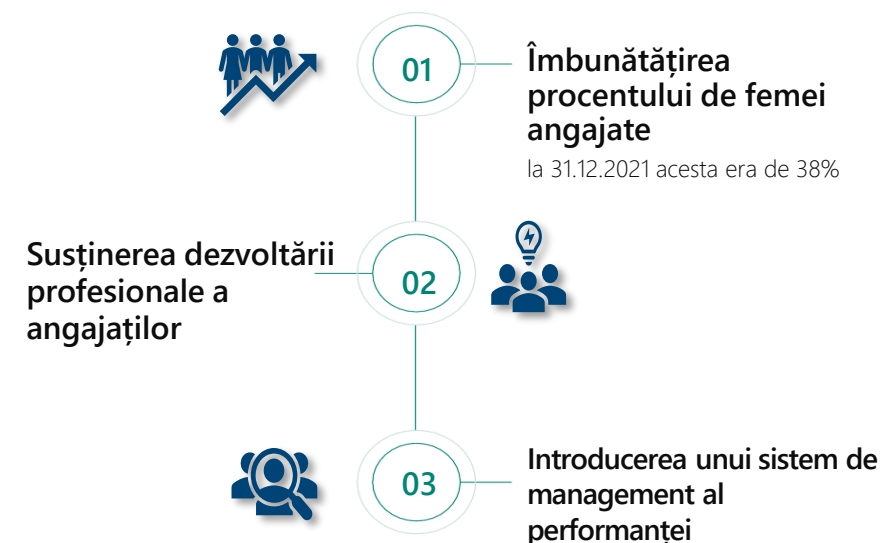 01
Îmbunătățirea
procentului de femei
angajate
la 31.12.2021 acesta era de 38%
Susținerea dezvoltării
profesionale a
angajaților
02
03
Introducerea unui sistem de
management al
performanței